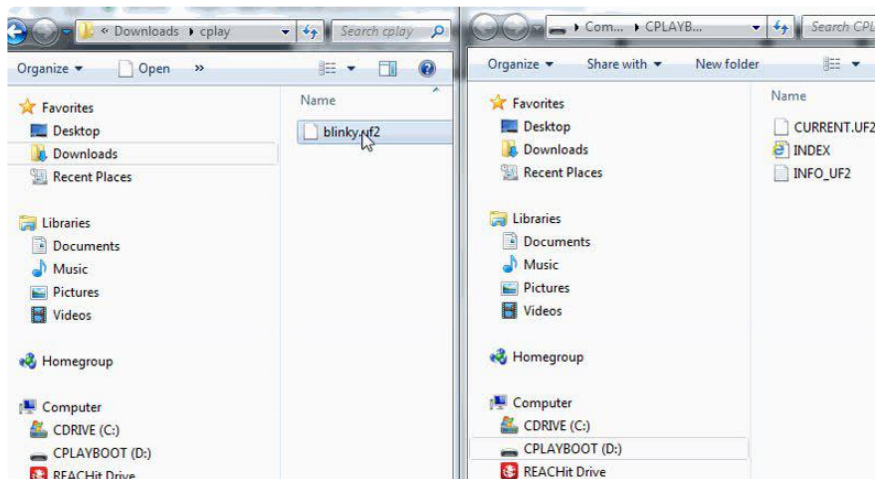 « Downloads › cplay
Search cplay
Organize
Open
»
Name
Favorites
Desktop
Downloads
Recent Places
Libraries
Documents
Music
Pictures
Videos
Homegroup
Computer
CDRIVE (C:)
CPLAYBOOT (D:)
REACHit Drive
blinky.uf2
Com... › CPLAYB...
Search CPL
Organize
Share with
New folder
Favorites
Desktop
Downloads
Recent Places
Libraries
Documents
Music
Pictures
Videos
Homegroup
Computer
CDRIVE (C:)
CPLAYBOOT (D:)
REACHit Drive
Name
CURRENT.UF2
INDEX
INFO_UF2